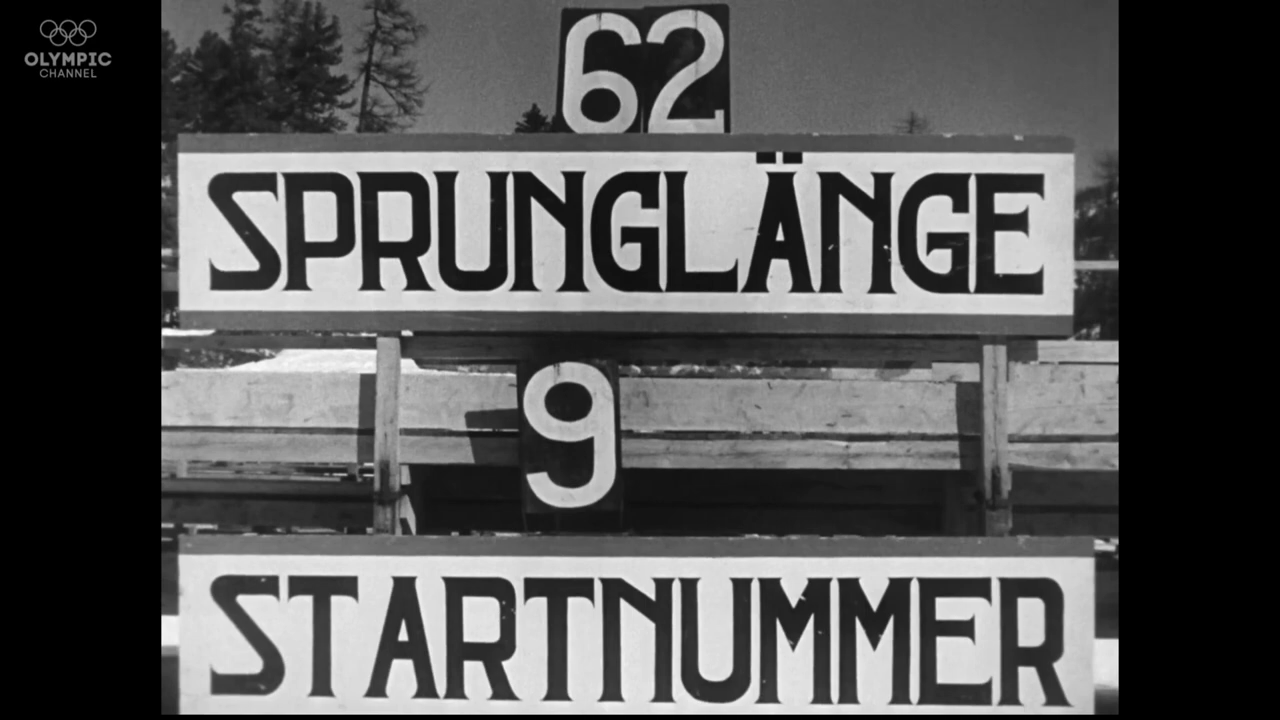 OLYMPIC
CHANNEL
62
SPRUNGLÄNGE
9
STARTNUMMER